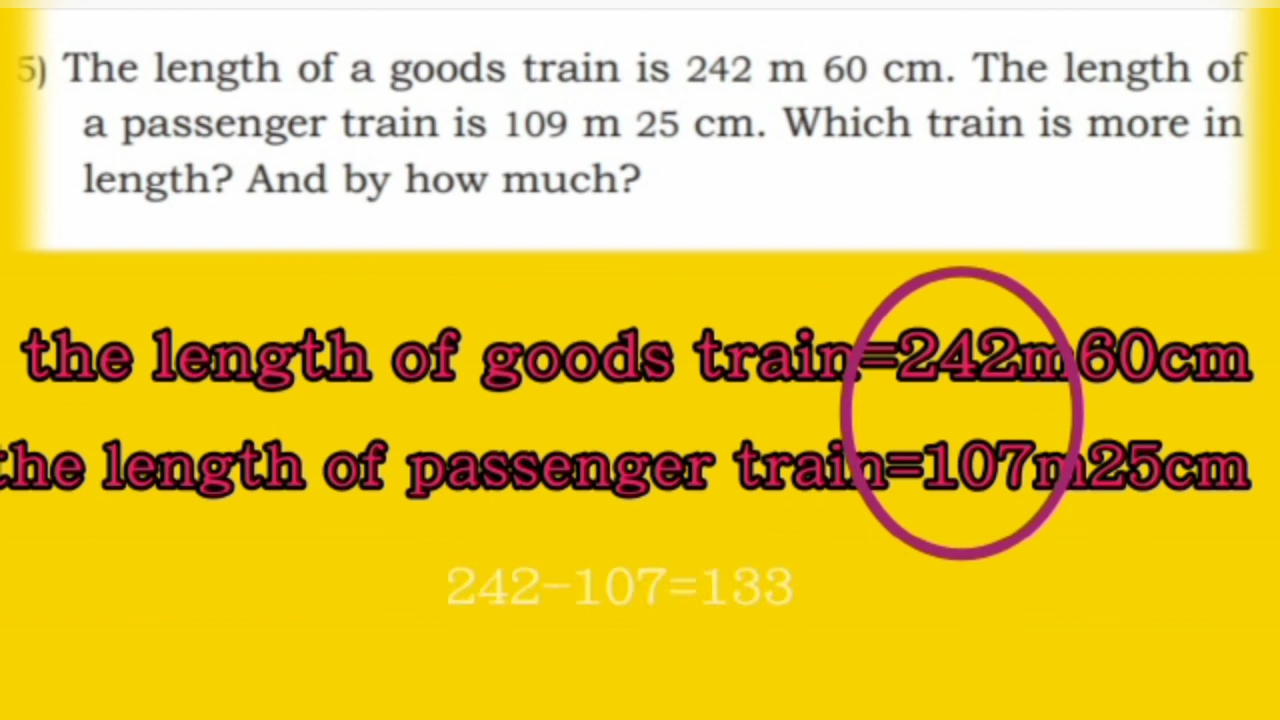 5) The length of a goods train is 242 m 60 cm. The length of
a passenger train is 109 m 25 cm. Which train is more in
length? And by how much?
the length of goods train=242m60cm
the length of passenger train=107m25cm
242-107=133